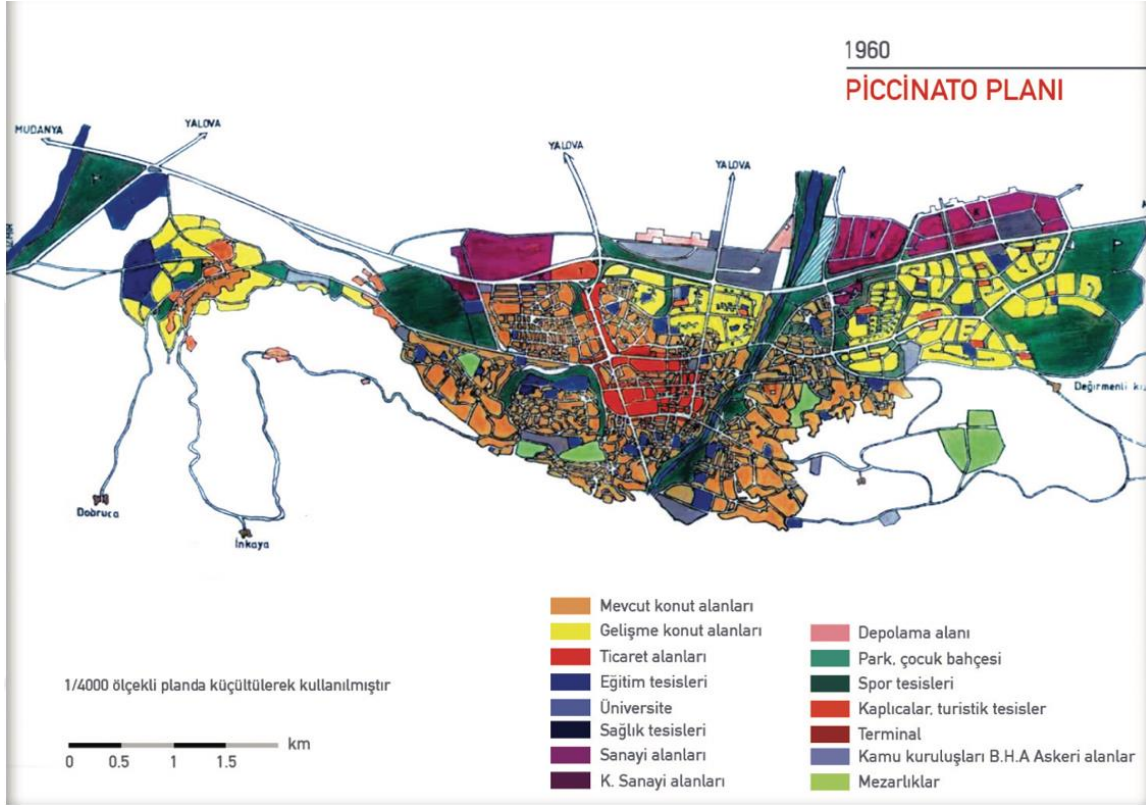 1960
PİCCİNATO PLANI
MUDANYA
YALOVA
YALOVA
YALOVA
Değirmenli
Dobruca
İnkaya
Mevcut konut alanları
Gelişme konut alanları
Ticaret alanları
Eğitim tesisleri
Üniversite
Sağlık tesisleri
Sanayi alanları
K. Sanayi alanları
Depolama alanı
Park, çocuk bahçesi
Spor tesisleri
Kaplıcalar, turistik tesisler
Terminal
Kamu kuruluşları B.H.A Askeri alanlar
Mezarlıklar
1/4000 ölçekli planda küçültülerek kullanılmıştır
km
0 0.5 1 1.5